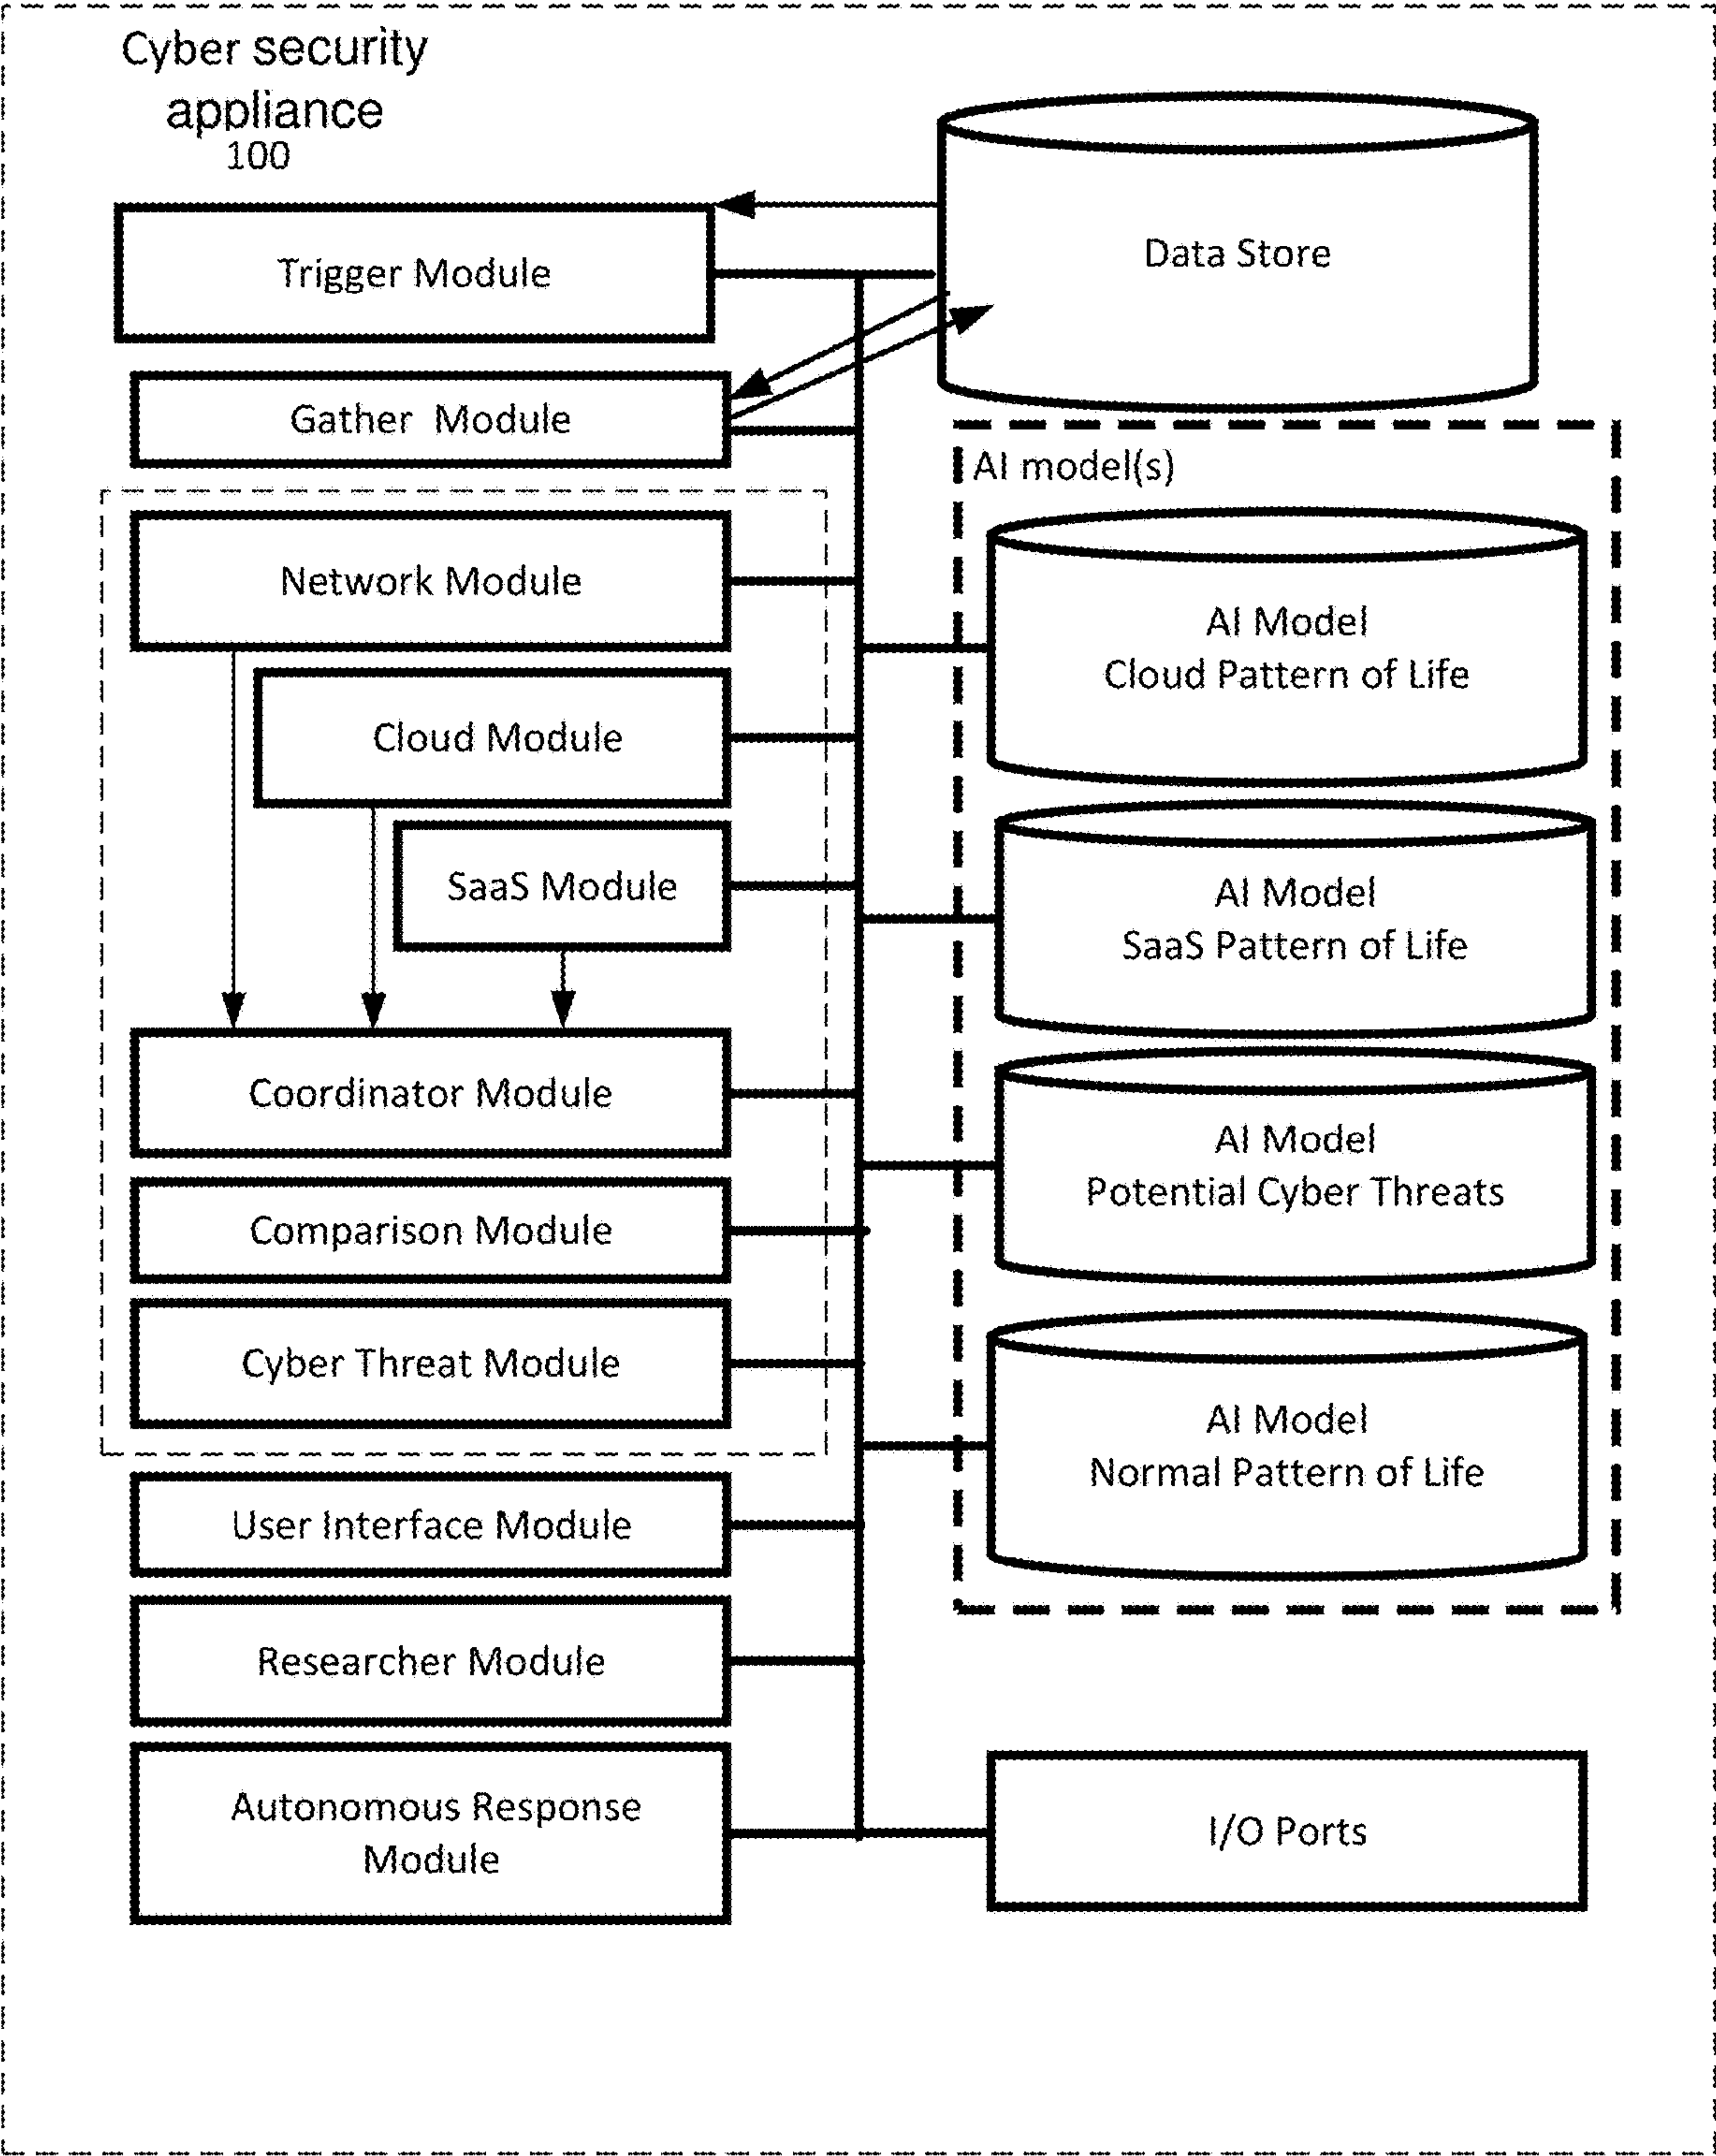 Cyber security
appliance
100
Trigger Module
Data Store
Gather Module
AI model(s)
Network Module
Cloud Module
SaaS Module
Coordinator Module
Comparison Module
Cyber Threat Module
User Interface Module
Researcher Module
Autonomous Response
Module
AI Model
Cloud Pattern of Life
AI Model
SaaS Pattern of Life
AI Model
Potential Cyber Threats
AI Model
Normal Pattern of Life
I/O Ports